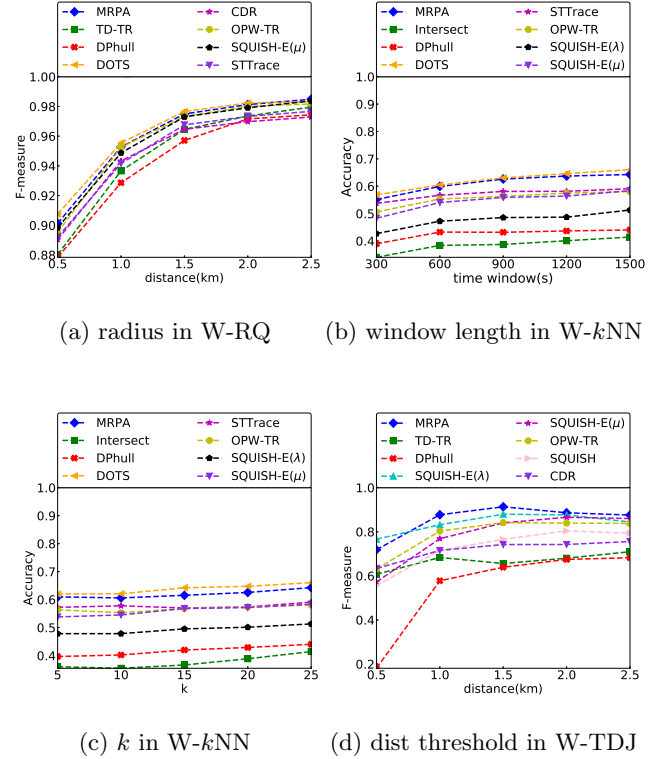 MRPA CDR
TD-TR OPW-TR
DPhull SQUISH-E(μ)
DOTS STTrace
1.00
0.98
0.96
0.94
0.92
0.90
0.88
F-measure
0.5 1.0 1.5 2.0 2.5
distance(km)
(a) radius in W-RQ
MRPA STTrace
Intersect OPW-TR
DPhull SQUISH-E(λ)
DOTS SQUISH-E(μ)
1.0
0.9
0.8
0.7
0.6
0.5
0.4
Accuracy
300 600 900 1200 1500
time window(s)
(b) window length in W-kNN
MRPA STTrace
Intersect OPW-TR
DPhull SQUISH-E(λ)
DOTS SQUISH-E(μ)
1.0
0.9
0.8
0.7
0.6
0.5
0.4
Accuracy
5 10 15 20 25
k
(c) k in W-kNN
MRPA SQUISH-E(μ)
TD-TR OPW-TR
DPhull SQUISH
SQUISH-E(λ) CDR
1.0
0.8
0.6
0.4
0.2
F-measure
0.5 1.0 1.5 2.0 2.5
distance(km)
(d) dist threshold in W-TDJ